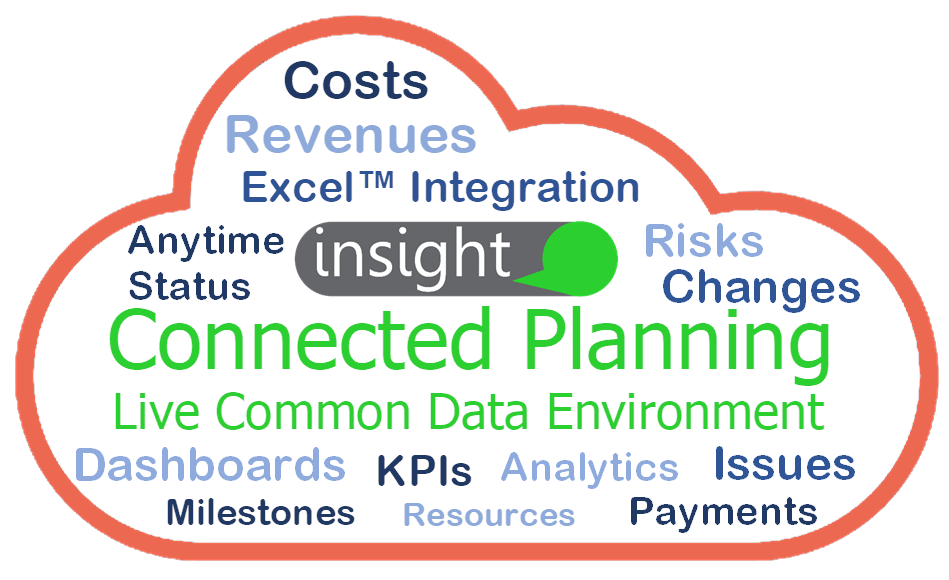 Costs
Revenues
Excel™ Integration
Anytime
Status
insight
Risks
Changes
Connected Planning
Live Common Data Environment
Dashboards KPIs Analytics Issues
Milestones Resources Payments